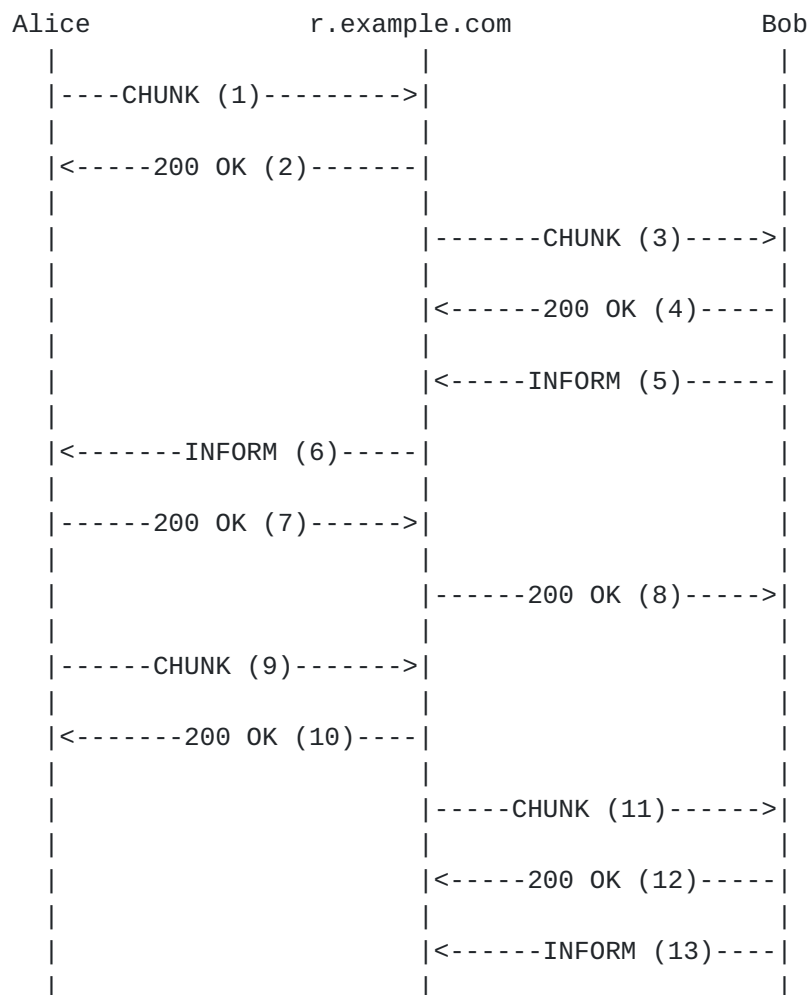 Alice r.example.com Bob
| | |
|----CHUNK (1)--------->| |
| | |
|<-----200 OK (2)-------| |
| | |
| |-------CHUNK (3)----->|
| | |
| |<------200 OK (4)-----|
| | |
| |<-----INFORM (5)------|
| | |
|<-------INFORM (6)-----| |
| | |
|------200 OK (7)------>| |
| | |
| |------200 OK (8)----->|
| | |
|------CHUNK (9)------->| |
| | |
|<-------200 OK (10)----| |
| | |
| |-----CHUNK (11)------>|
| | |
| |<-----200 OK (12)-----|
| | |
| |<------INFORM (13)----|
| | |